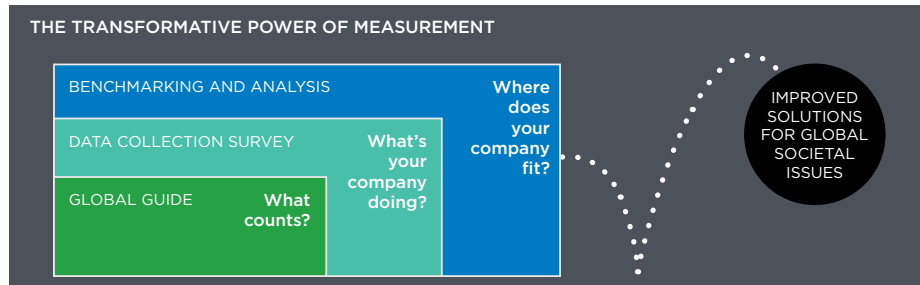 THE TRANSFORMATIVE POWER OF MEASUREMENT
BENCHMARKING AND ANALYSIS
Where
does
your
company
fit?
DATA COLLECTION SURVEY
What's
your
company
doing?
GLOBAL GUIDE
What
counts?
IMPROVED
SOLUTIONS
FOR GLOBAL
SOCIETAL
ISSUES